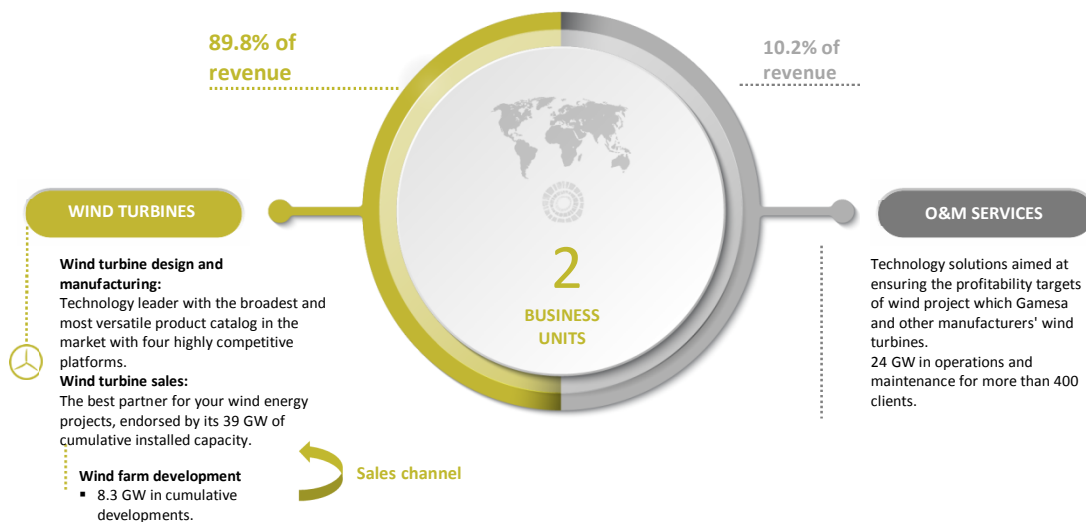 89.8% of
revenue
10.2% of
revenue
WIND TURBINES
Wind turbine design and
manufacturing:
Technology leader with the broadest and
most versatile product catalog in the
market with four highly competitive
platforms.
Wind turbine sales:
The best partner for your wind energy
projects, endorsed by its 39 GW of
cumulative installed capacity.
Wind farm development
▪ 8.3 GW in cumulative
developments.
Sales channel
2
BUSINESS
UNITS
O&M SERVICES
Technology solutions aimed at
ensuring the profitability targets
of wind project which Gamesa
and other manufacturers' wind
turbines.
24 GW in operations and
maintenance for more than 400
clients.